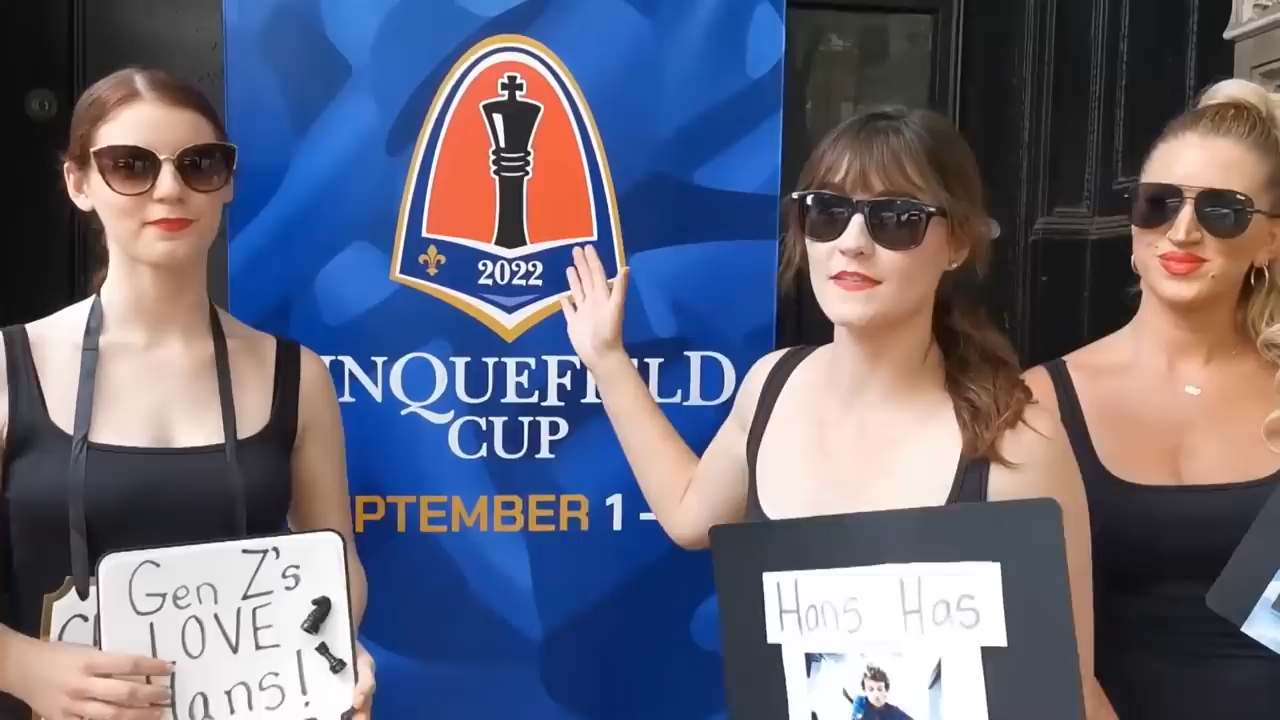 2022
INQUEFIELD
CUP
PTEMBER 1 –
Gen Z's
LOVE
Hans!
Hans Has